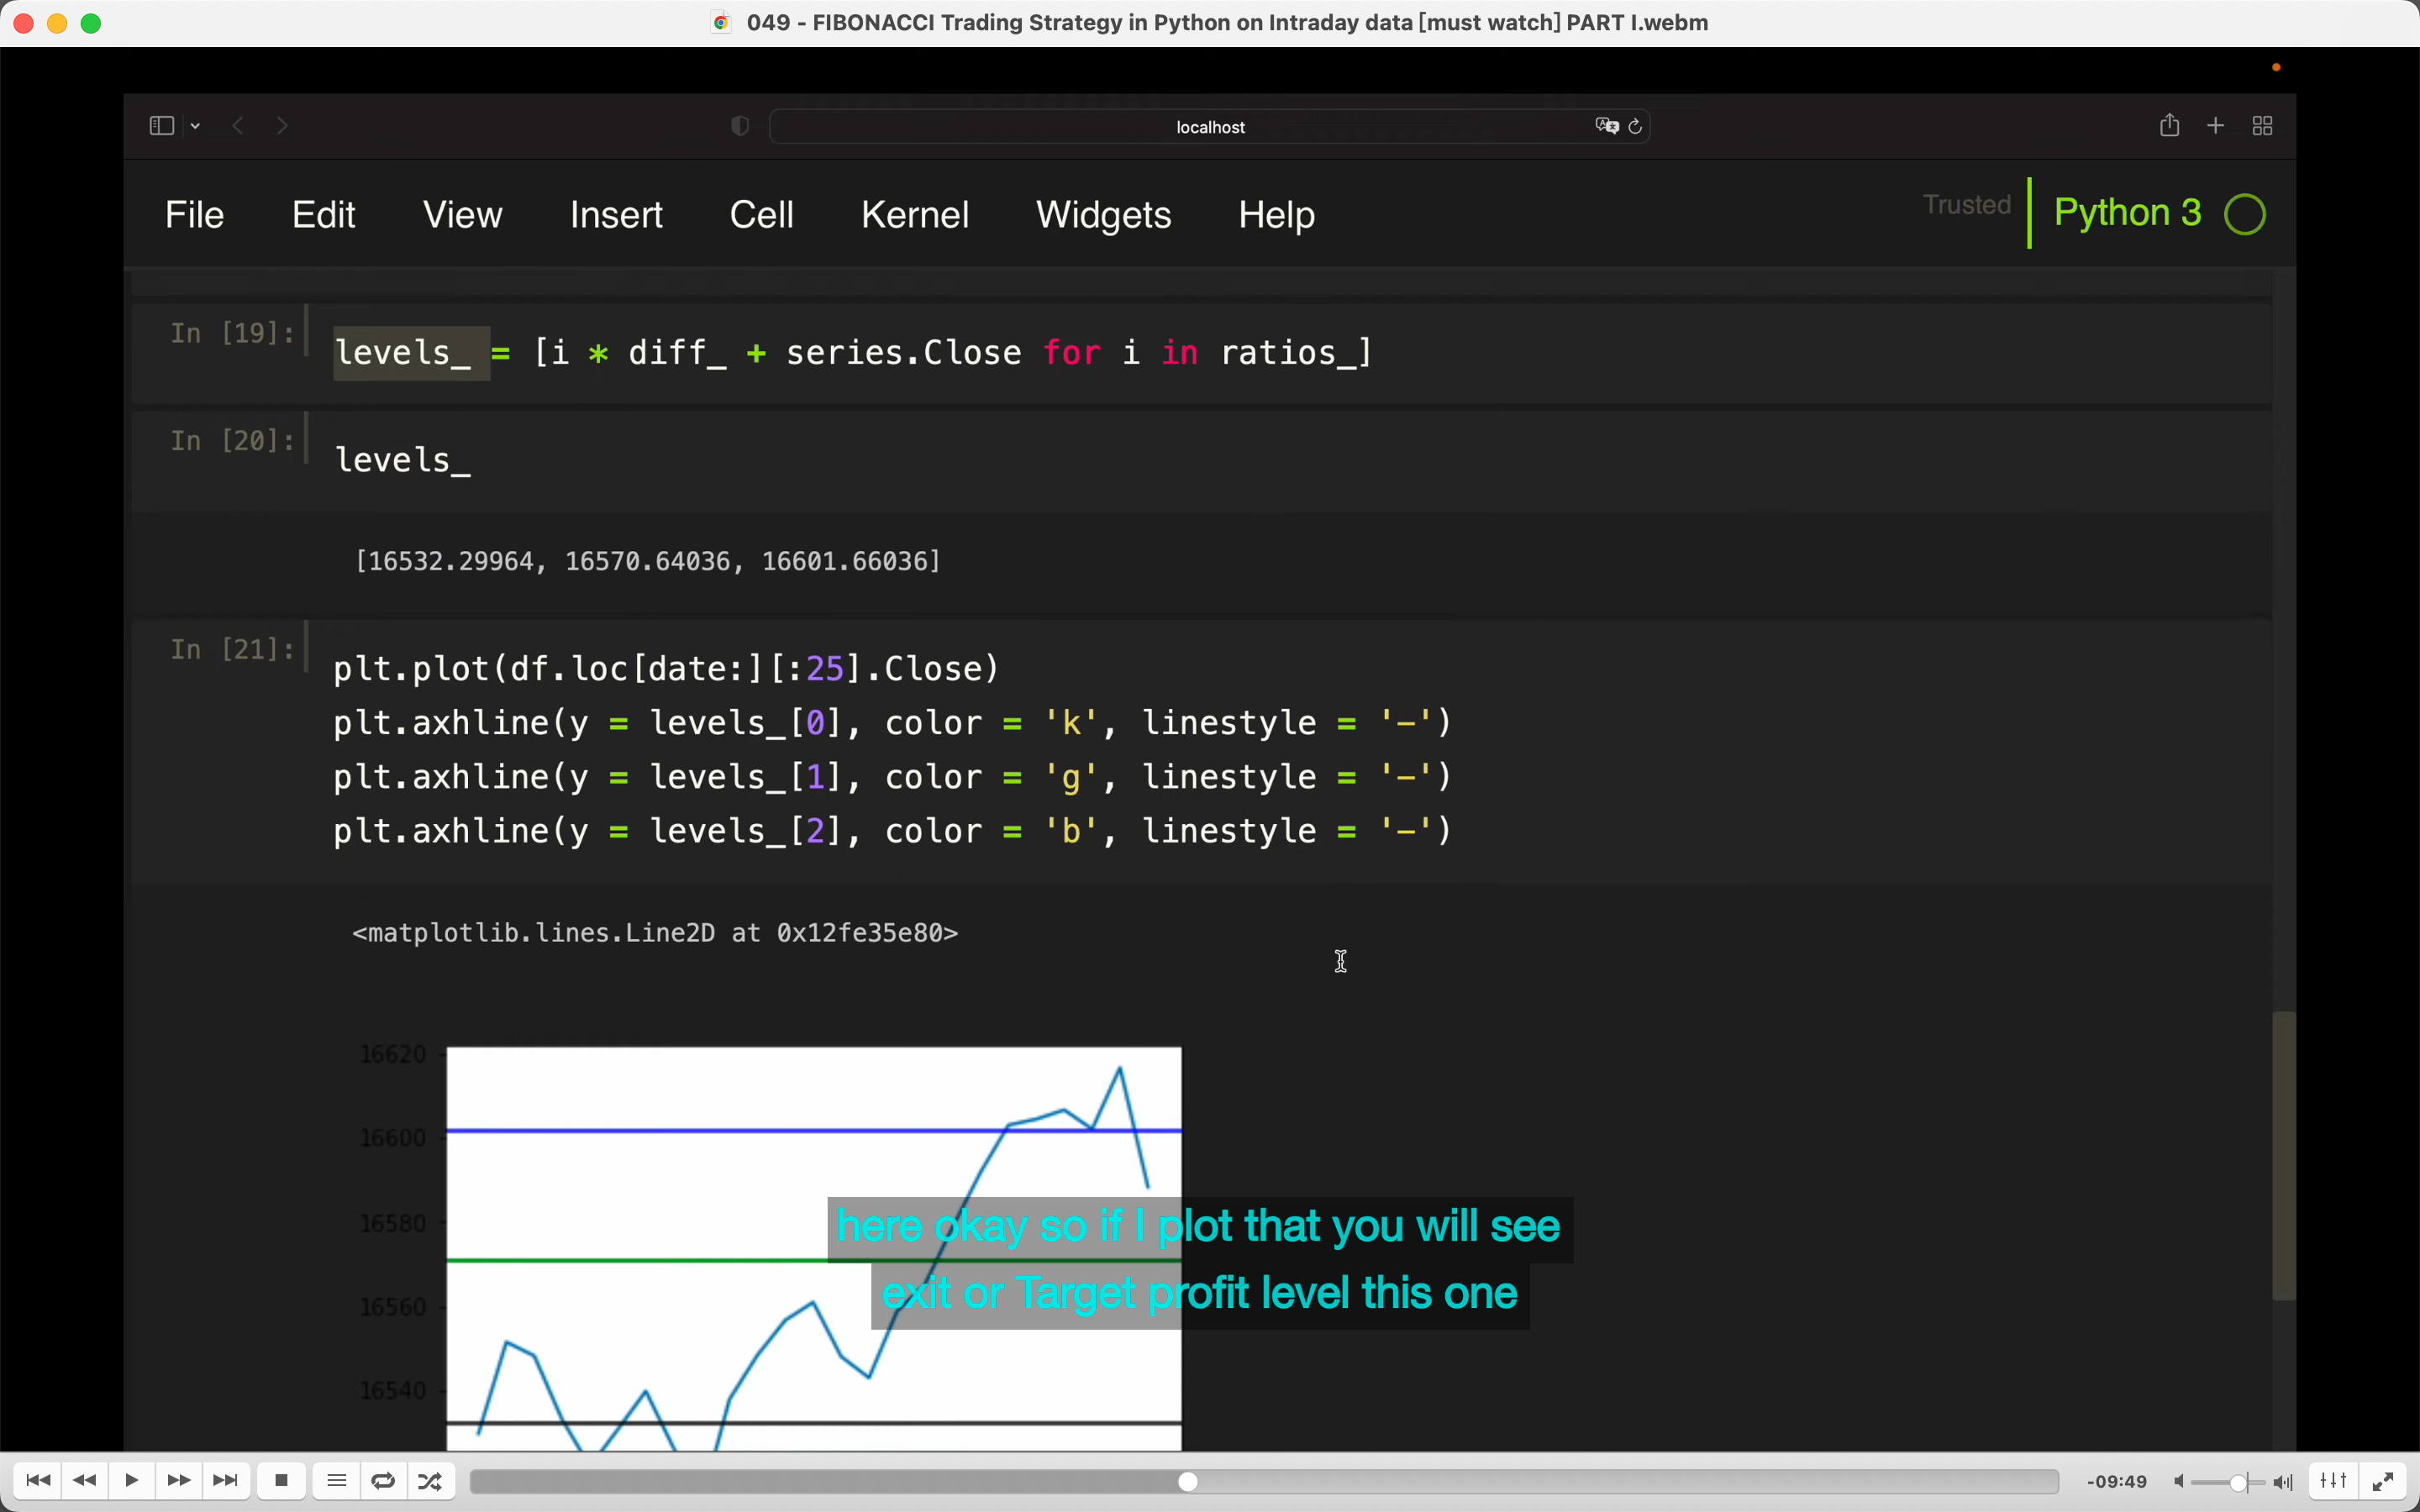 049 - FIBONACCI Trading Strategy in Python on Intraday data [must watch] PART I.webm
localhost
File Edit View Insert Cell Kernel Widgets Help Trusted Python 3
In [19]: levels_ = [i * diff_ + series.Close for i in ratios_]
In [20]: levels_
[16532.29964, 16570.64036, 16601.66036]
In [21]: plt.plot(df.loc[date:][:25].Close)
plt.axhline(y = levels_[0], color = 'k', linestyle = '-')
plt.axhline(y = levels_[1], color = 'g', linestyle = '-')
plt.axhline(y = levels_[2], color = 'b', linestyle = '-')
<matplotlib.lines.Line2D at 0x12fe35e80>
16620
16600
16580
16560
16540
here okay so if I plot that you will see
exit or Target profit level this one
-09:49